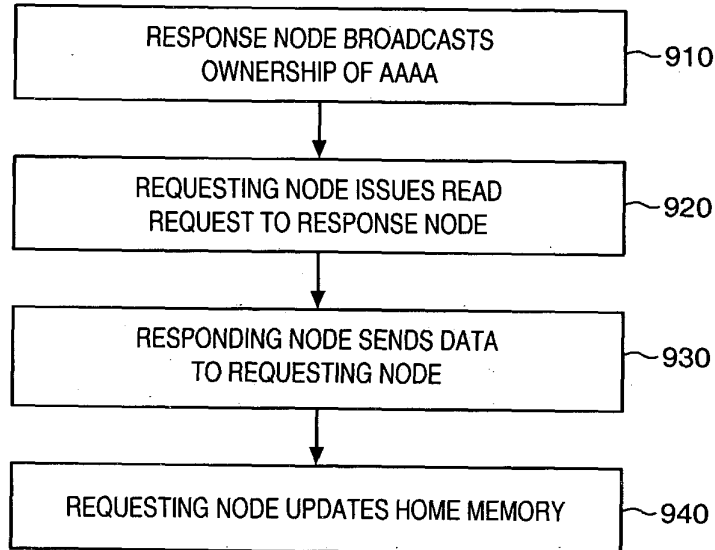 RESPONSE NODE BROADCASTS
OWNERSHIP OF AAAA
910
REQUESTING NODE ISSUES READ
REQUEST TO RESPONSE NODE
920
RESPONDING NODE SENDS DATA
TO REQUESTING NODE
930
REQUESTING NODE UPDATES HOME MEMORY
940